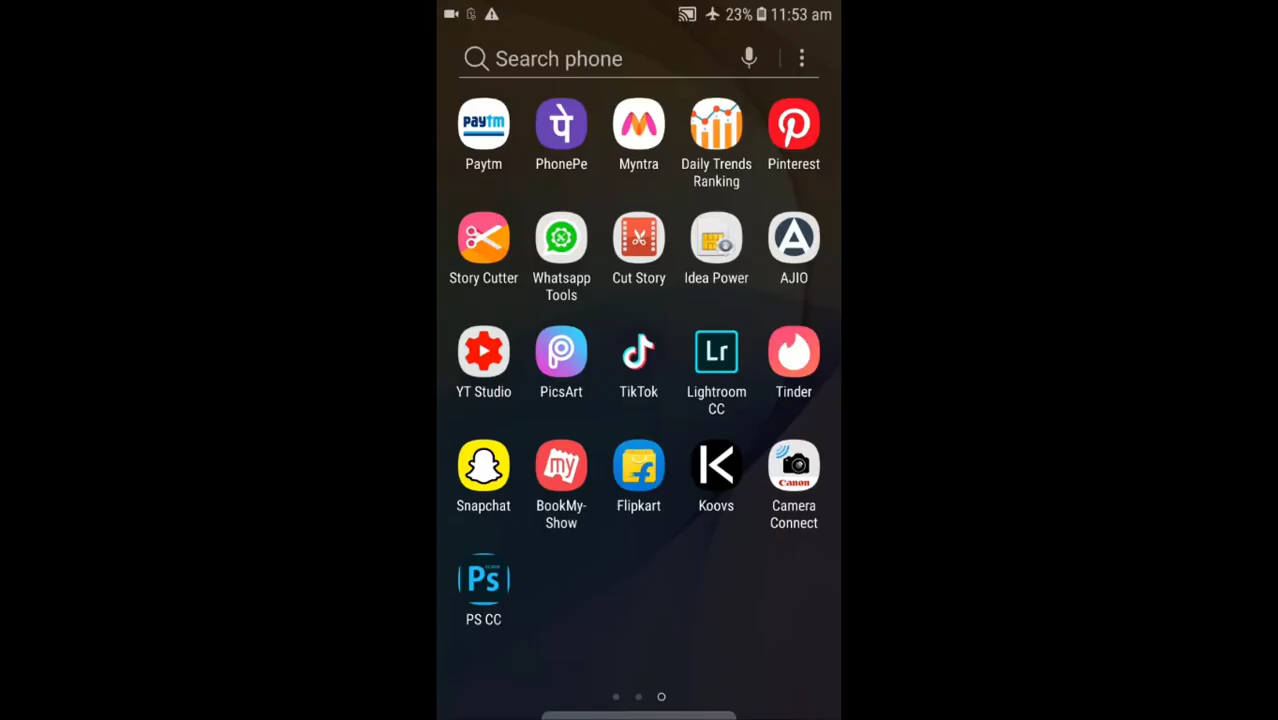 23% 11:53 am
Search phone
Paytm
पे
Paytm PhonePe Myntra Daily Trends Pinterest
Ranking
Story Cutter Whatsapp Cut Story Idea Power AJIO
Tools
Lr
YT Studio PicsArt TikTok Lightroom Tinder
CC
my
K
Canon
Snapchat BookMy- Flipkart Koovs Camera
Show Connect
Ps
PS CC